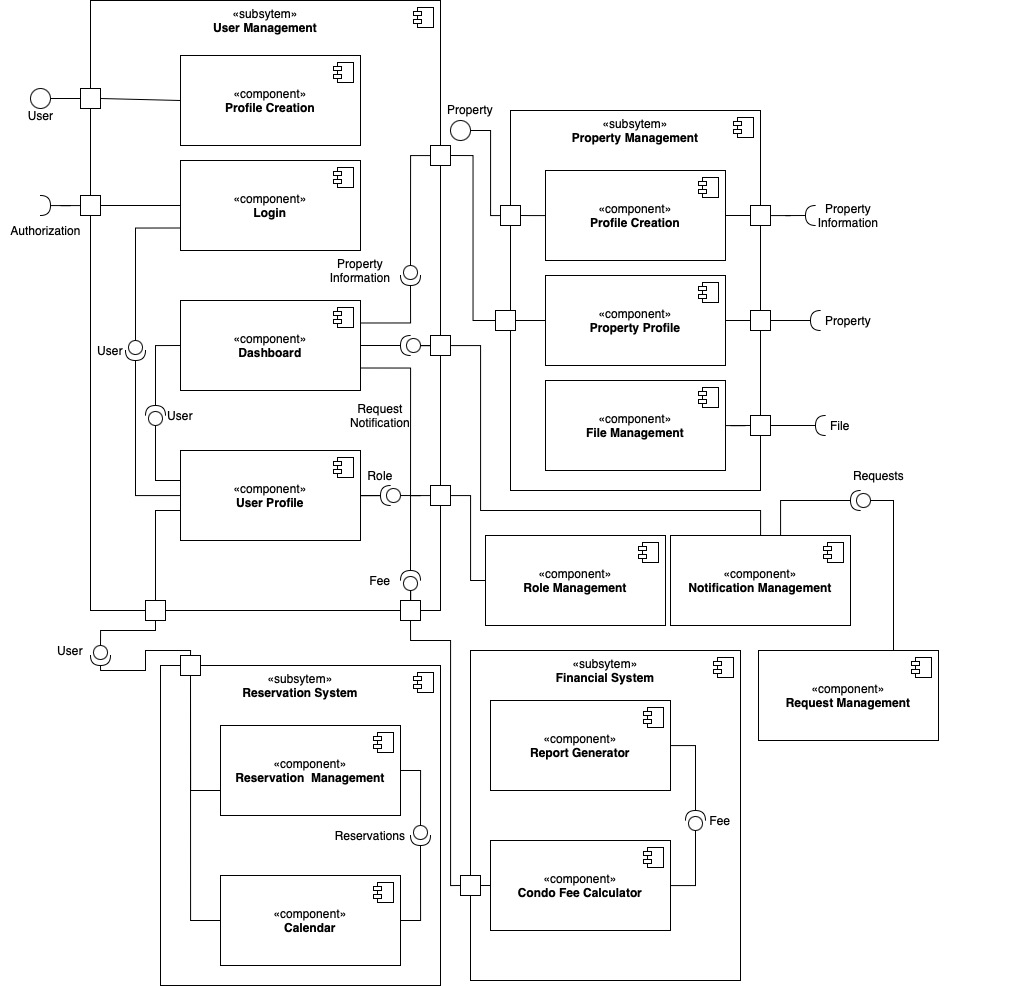 «subsytem»
User Management
«component»
Profile Creation
User
«component»
Login
Authorization
Property
Information
«component»
Dashboard
User
User
Request
Notification
«component»
User Profile
Role
Fee
Property
«subsytem»
Property Management
«component»
Profile Creation
Property
Information
«component»
Property Profile
Property
«component»
File Management
File
Requests
«component»
Role Management
«component»
Notification Management
«component»
Request Management
User
«subsytem»
Reservation System
«component»
Reservation  Management
Reservations
«component»
Calendar
«subsytem»
Financial System
«component»
Report Generator
Fee
«component»
Condo Fee Calculator